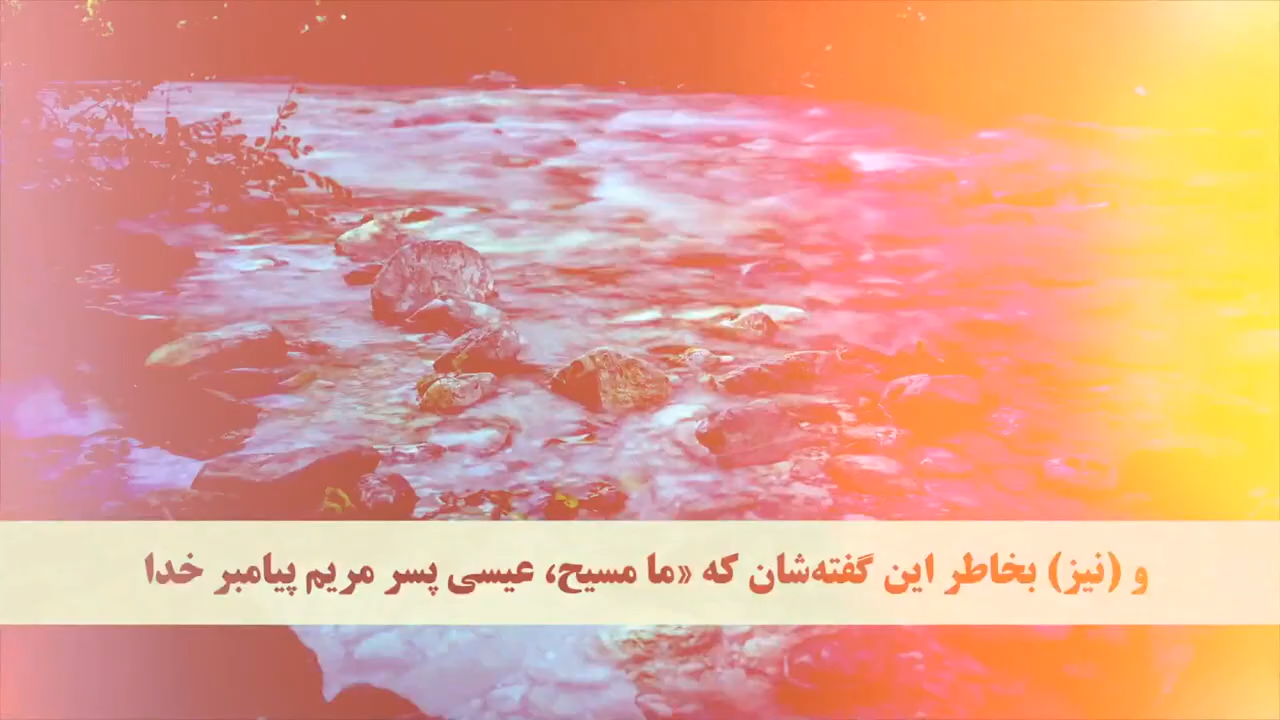 و (نیز) بخاطر این گفته‌شان که «ما مسیح، عیسی پسر مریم پیامبر خدا